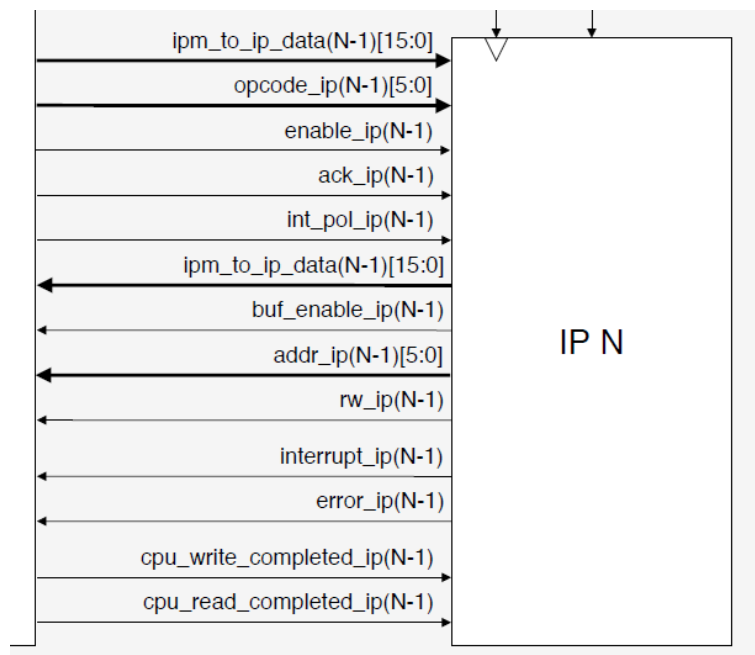 ipm_to_ip_data(N-1)[15:0]
opcode_ip(N-1)[5:0]
enable_ip(N-1)
ack_ip(N-1)
int_pol_ip(N-1)
ipm_to_ip_data(N-1)[15:0]
buf_enable_ip(N-1)
addr_ip(N-1)[5:0]
IP N
rw_ip(N-1)
interrupt_ip(N-1)
error_ip(N-1)
cpu_write_completed_ip(N-1)
cpu_read_completed_ip(N-1)